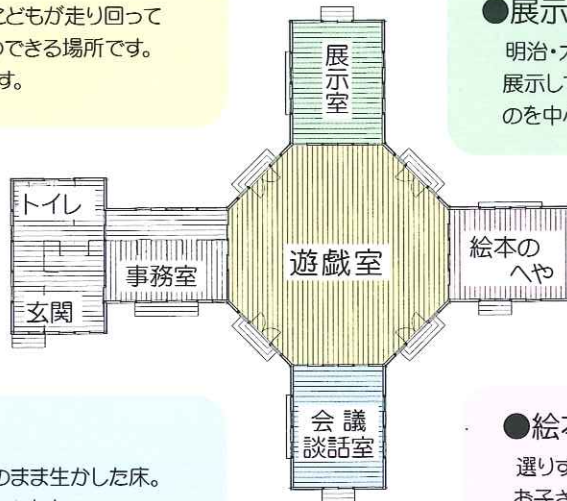 こどもが走り回って
のできる場所です。
す。
●展示
明治・
展示して
のを中
展示室
トイレ
遊戯室
絵本の
へや
事務室
玄関
会議
談話室
のまま生かした床。
●絵
選りす
お子さ